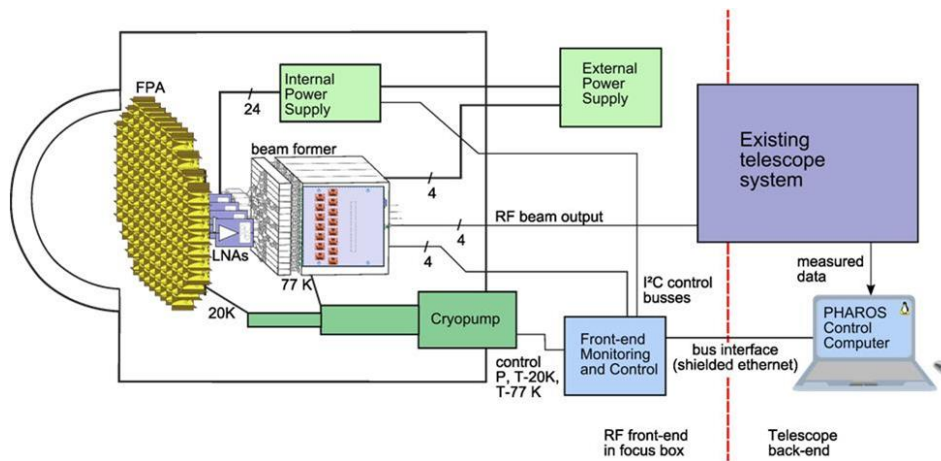 FPA
24
Internal
Power
Supply
External
Power
Supply
beam former
Existing
telescope
system
4
RF beam output
4
LNAs
4
77 K
20K
I²C control
busses
measured
data
Cryopump
Front-end
Monitoring
and Control
PHAROS
Control
Computer
control
P, T-20K,
T-77 K
bus interface
(shielded ethernet)
RF front-end
in focus box
Telescope
back-end